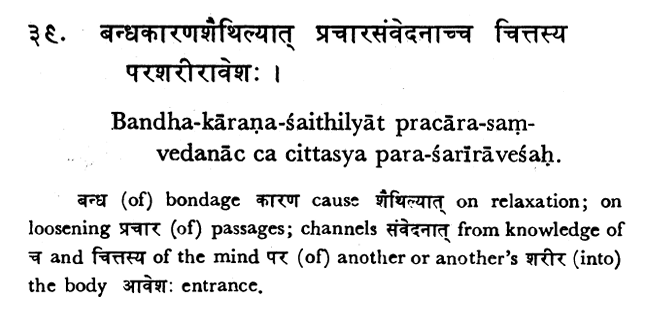 ३९. बन्धकारणशैथिल्यात् प्रचारसंवेदनाच्च चित्तस्य
परशरीरावेशः ।
Bandha-kāraṇa-śaithilyāt pracāra-saṃ-
vedanāc ca cittasya para-śarīrāveśaḥ.
बन्ध (of) bondage कारण cause शैथिल्यात् on relaxation; on
loosening प्रचार (of) passages; channels संवेदनात् from knowledge of
च and चित्तस्य of the mind पर (of) another or another's शरीर (into)
the body आवेशः entrance.